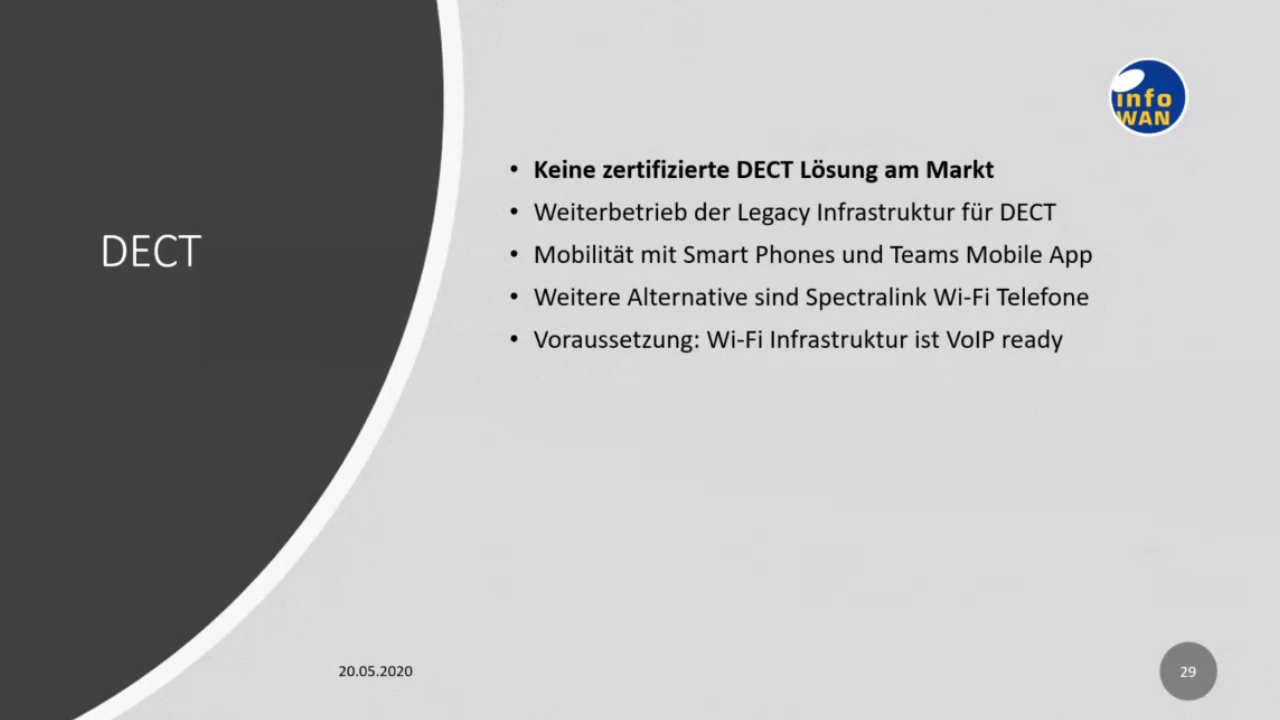 info
WAN
DECT
• Keine zertifizierte DECT Lösung am Markt
• Weiterbetrieb der Legacy Infrastruktur für DECT
• Mobilität mit Smart Phones und Teams Mobile App
• Weitere Alternative sind Spectralink Wi-Fi Telefone
• Voraussetzung: Wi-Fi Infrastruktur ist VoIP ready
20.05.2020
29